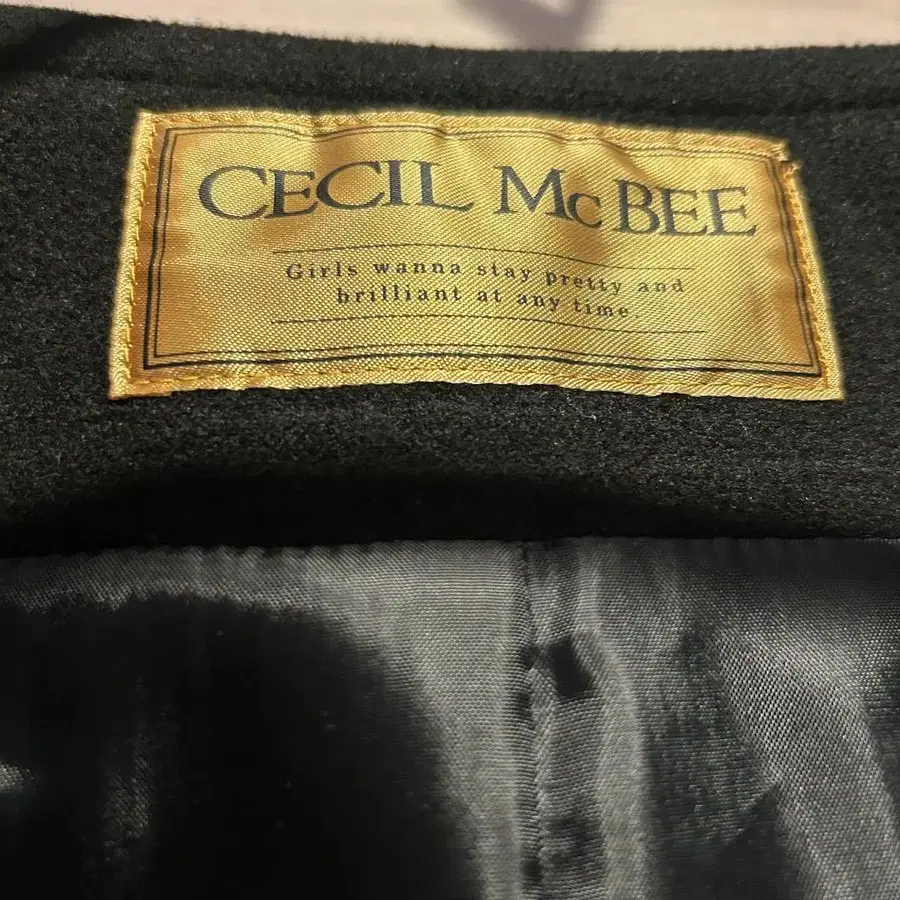 CECIL McBEE
Girls wanna stay pretty and
brilliant at any time.